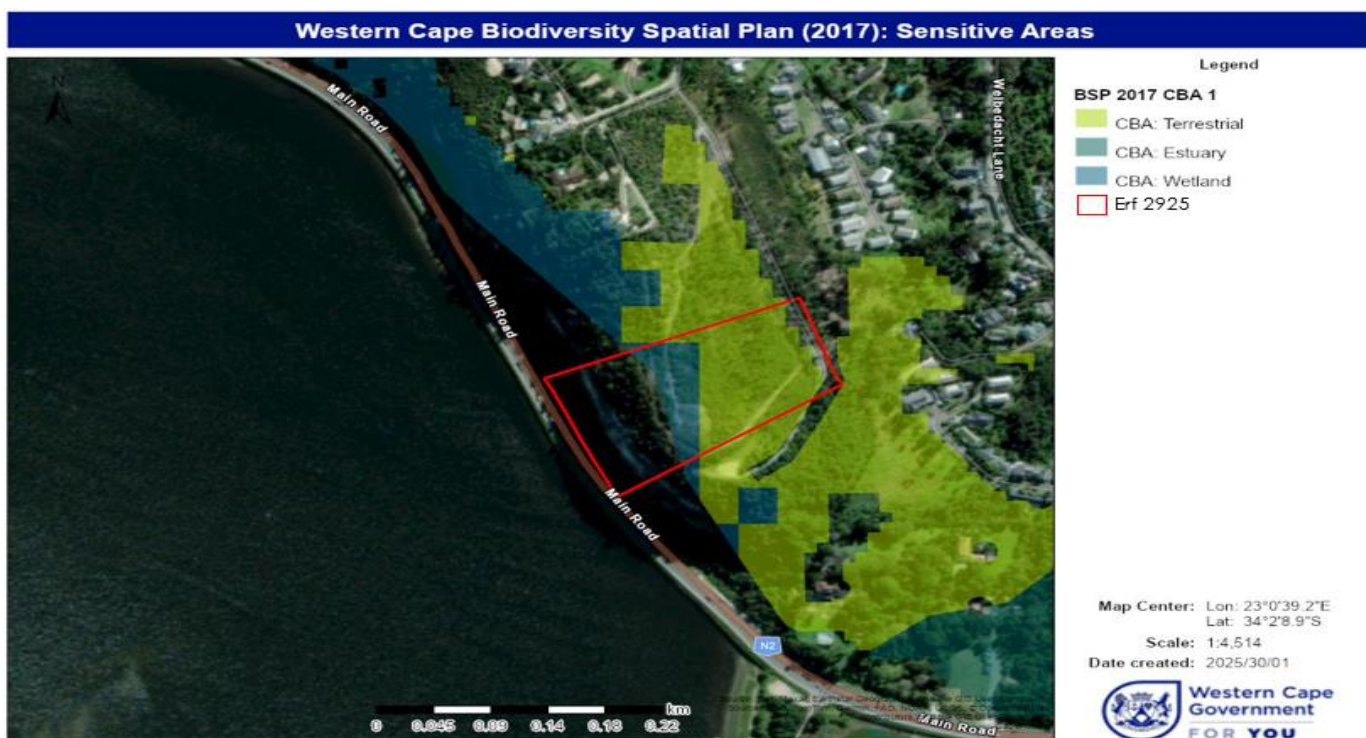 Western Cape Biodiversity Spatial Plan (2017): Sensitive Areas
N
Main Road
Main Road
Main Road
Main Road
Welbedacht Lane
N2
km
0 0.045 0.09 0.14 0.18 0.22
Legend
BSP 2017 CBA 1
CBA: Terrestrial
CBA: Estuary
CBA: Wetland
Erf 2925
Map Center: Lon: 23°0'39.2"E
Lat: 34°2'8.9"S
Scale: 1:4,514
Date created: 2025/30/01
Western Cape
Government
FOR YOU